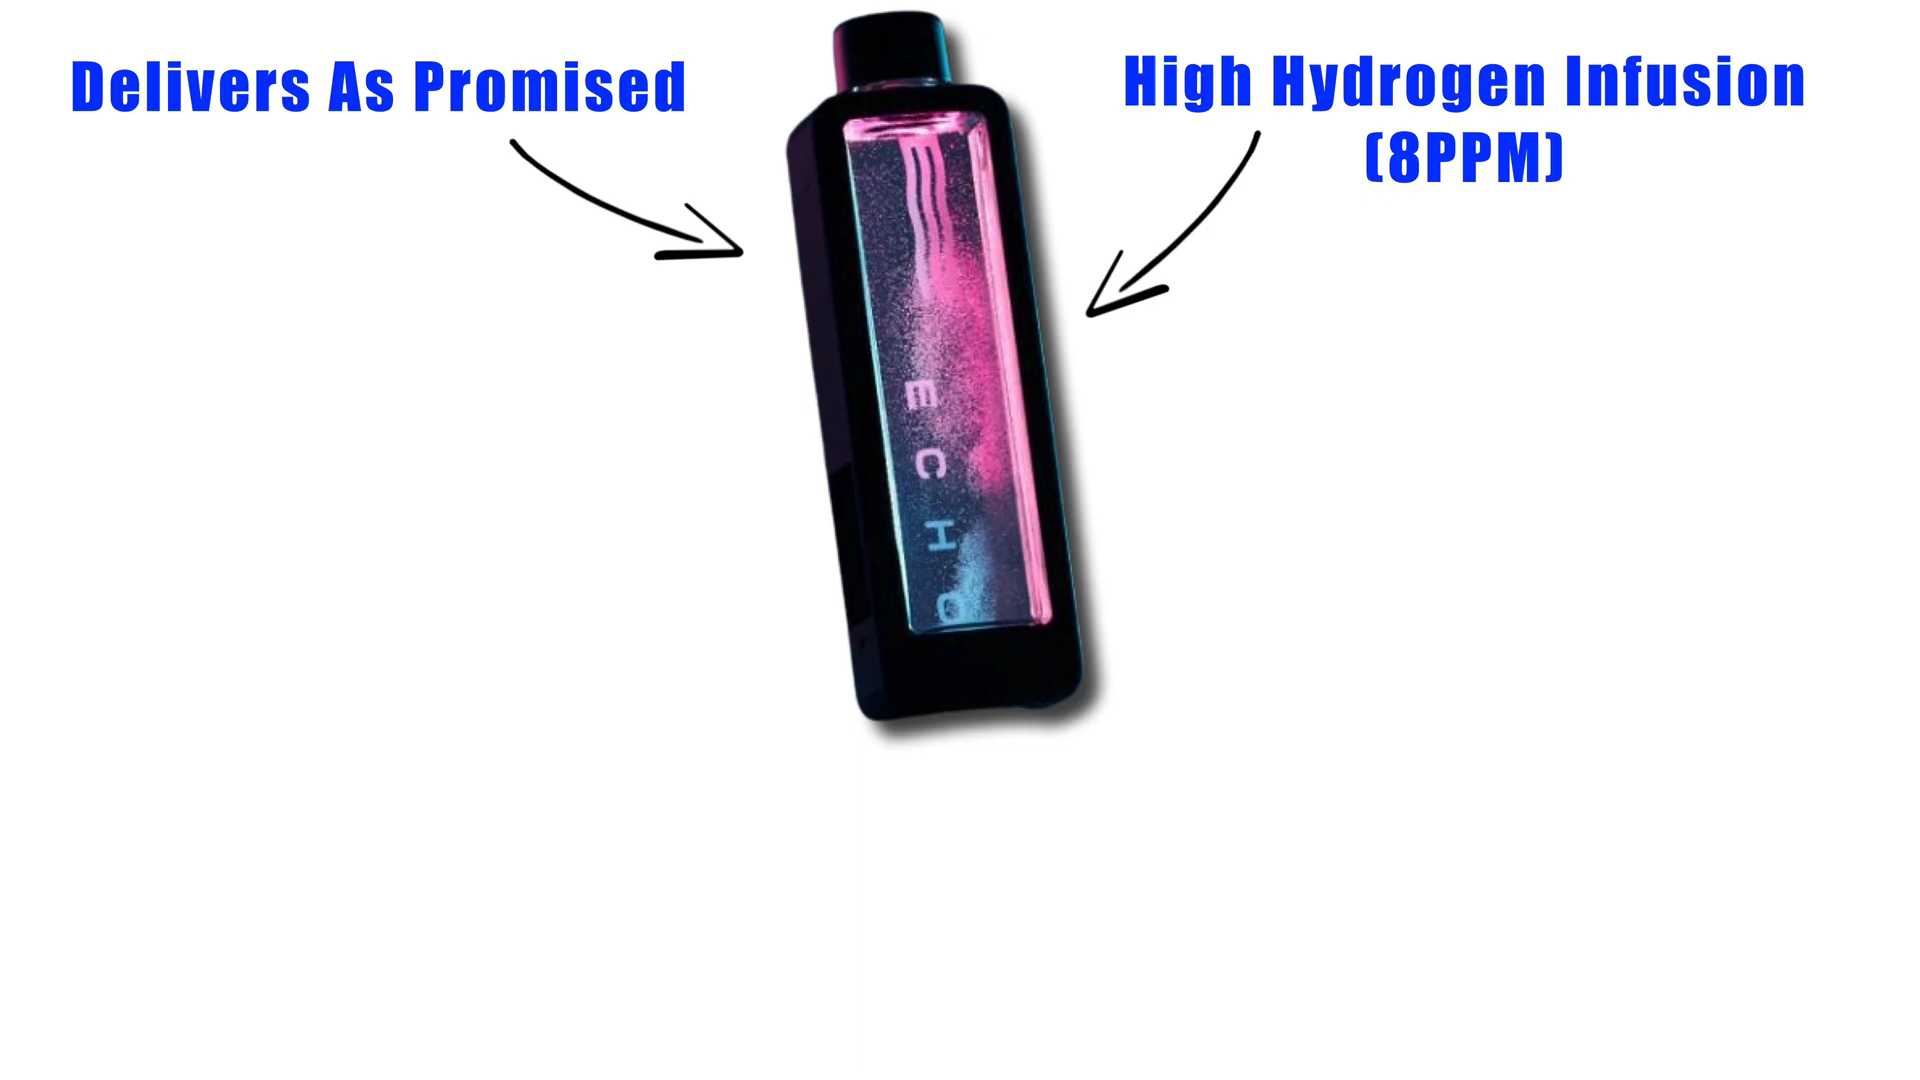 Delivers As Promised
High Hydrogen Infusion
(8PPM)
ECHO